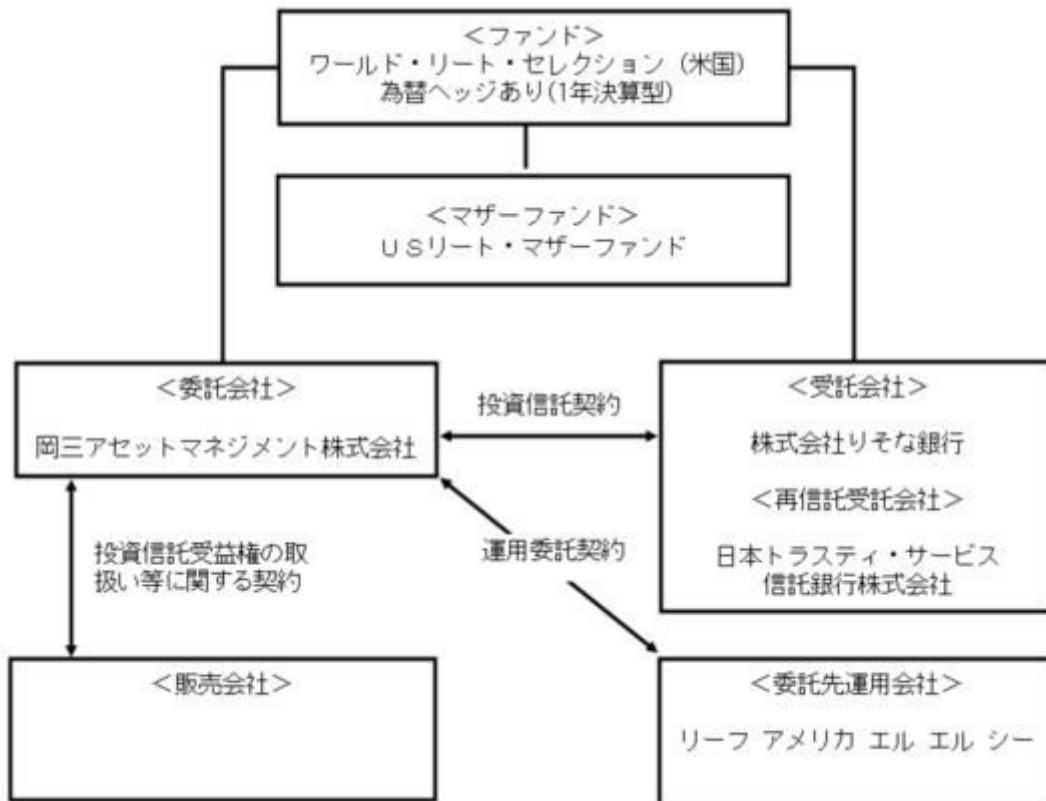 ＜ファンド＞
ワールド・リート・セレクション（米国）
為替ヘッジあり(1年決算型)
＜マザーファンド＞
ＵＳリート・マザーファンド
＜委託会社＞
岡三アセットマネジメント株式会社
投資信託契約
＜受託会社＞
株式会社りそな銀行
＜再信託受託会社＞
日本トラスティ・サービス
信託銀行株式会社
投資信託受益権の取
扱い等に関する契約
運用委託契約
＜販売会社＞
＜委託先運用会社＞
リーフ アメリカ エル エル シー